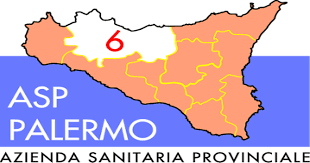 6
ASP
PALERMO
AZIENDA SANITARIA PROVINCIALE